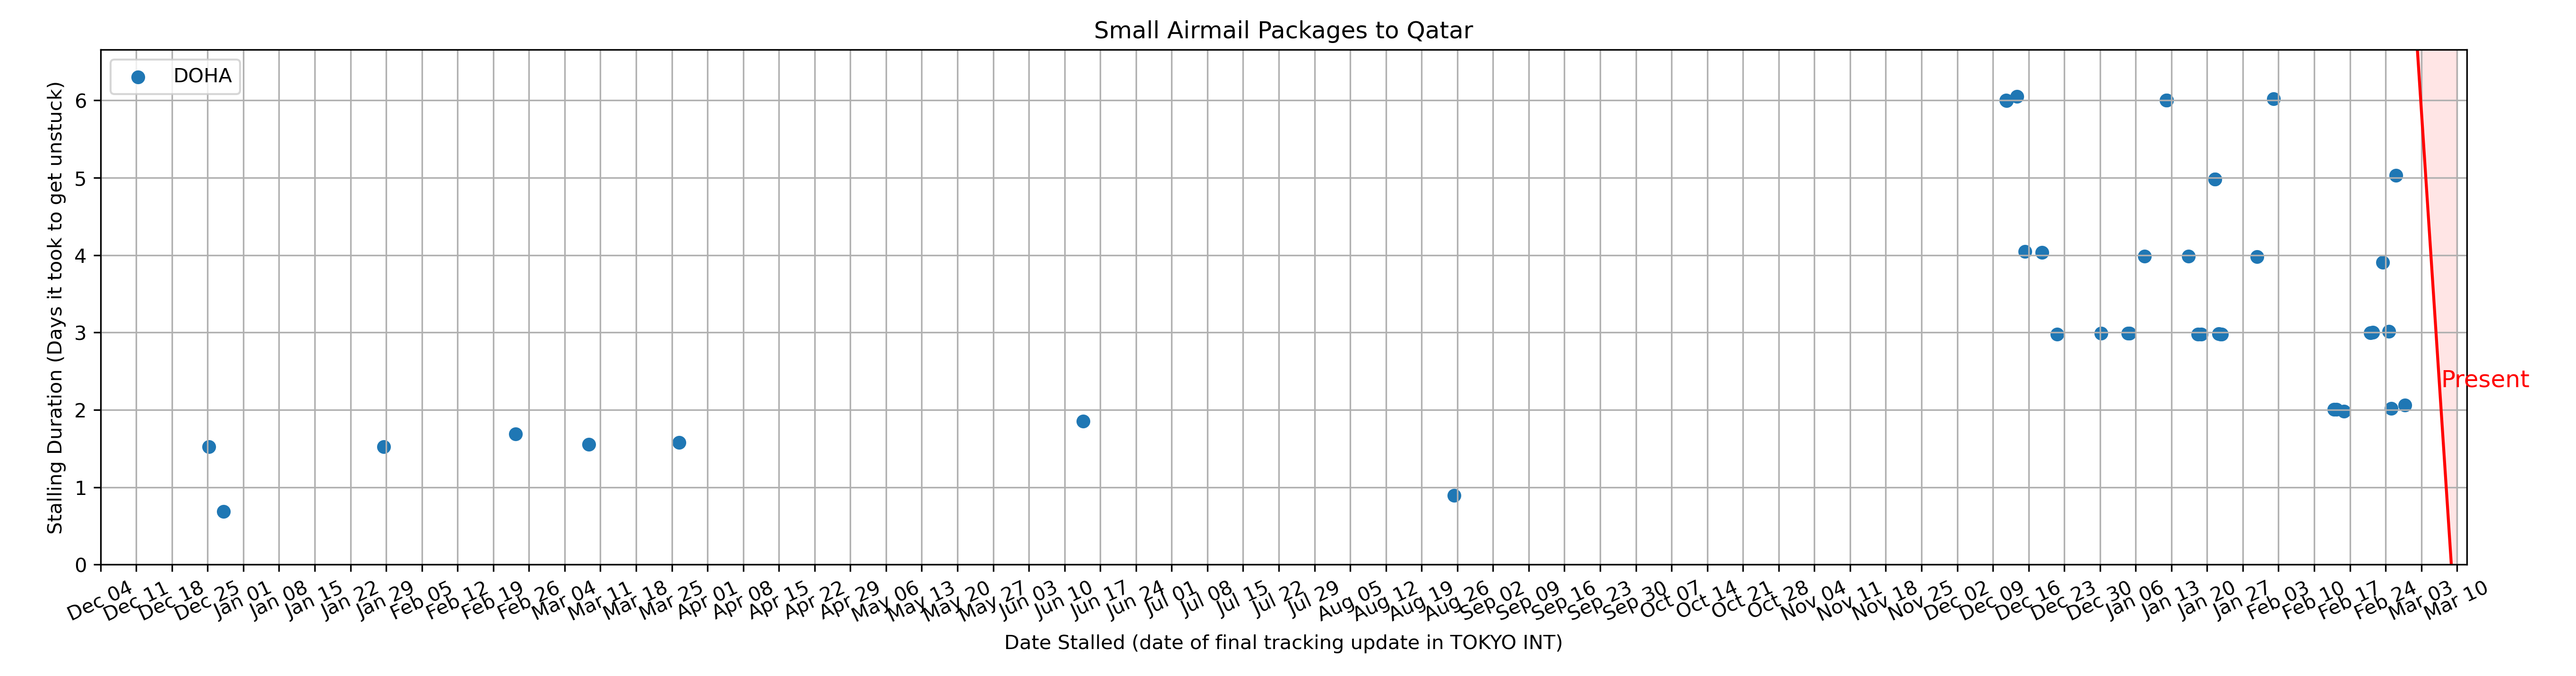 Small Airmail Packages to Qatar
DOHA
Stalling Duration (Days it took to get unstuck)
6
5
4
3
2
1
0
Present
Dec 04
Dec 11
Dec 18
Dec 25
Jan 01
Jan 08
Jan 15
Jan 22
Jan 29
Feb 05
Feb 12
Feb 19
Feb 26
Mar 04
Mar 11
Mar 18
Mar 25
Apr 01
Apr 08
Apr 15
Apr 22
Apr 29
May 06
May 13
May 20
May 27
Jun 03
Jun 10
Jun 17
Jun 24
Jul 01
Jul 08
Jul 15
Jul 22
Jul 29
Aug 05
Aug 12
Aug 19
Aug 26
Sep 02
Sep 09
Sep 16
Sep 23
Sep 30
Oct 07
Oct 14
Oct 21
Oct 28
Nov 04
Nov 11
Nov 18
Nov 25
Dec 02
Dec 09
Dec 16
Dec 23
Dec 30
Jan 06
Jan 13
Jan 20
Jan 27
Feb 03
Feb 10
Feb 17
Feb 24
Mar 03
Mar 10
Date Stalled (date of final tracking update in TOKYO INT)